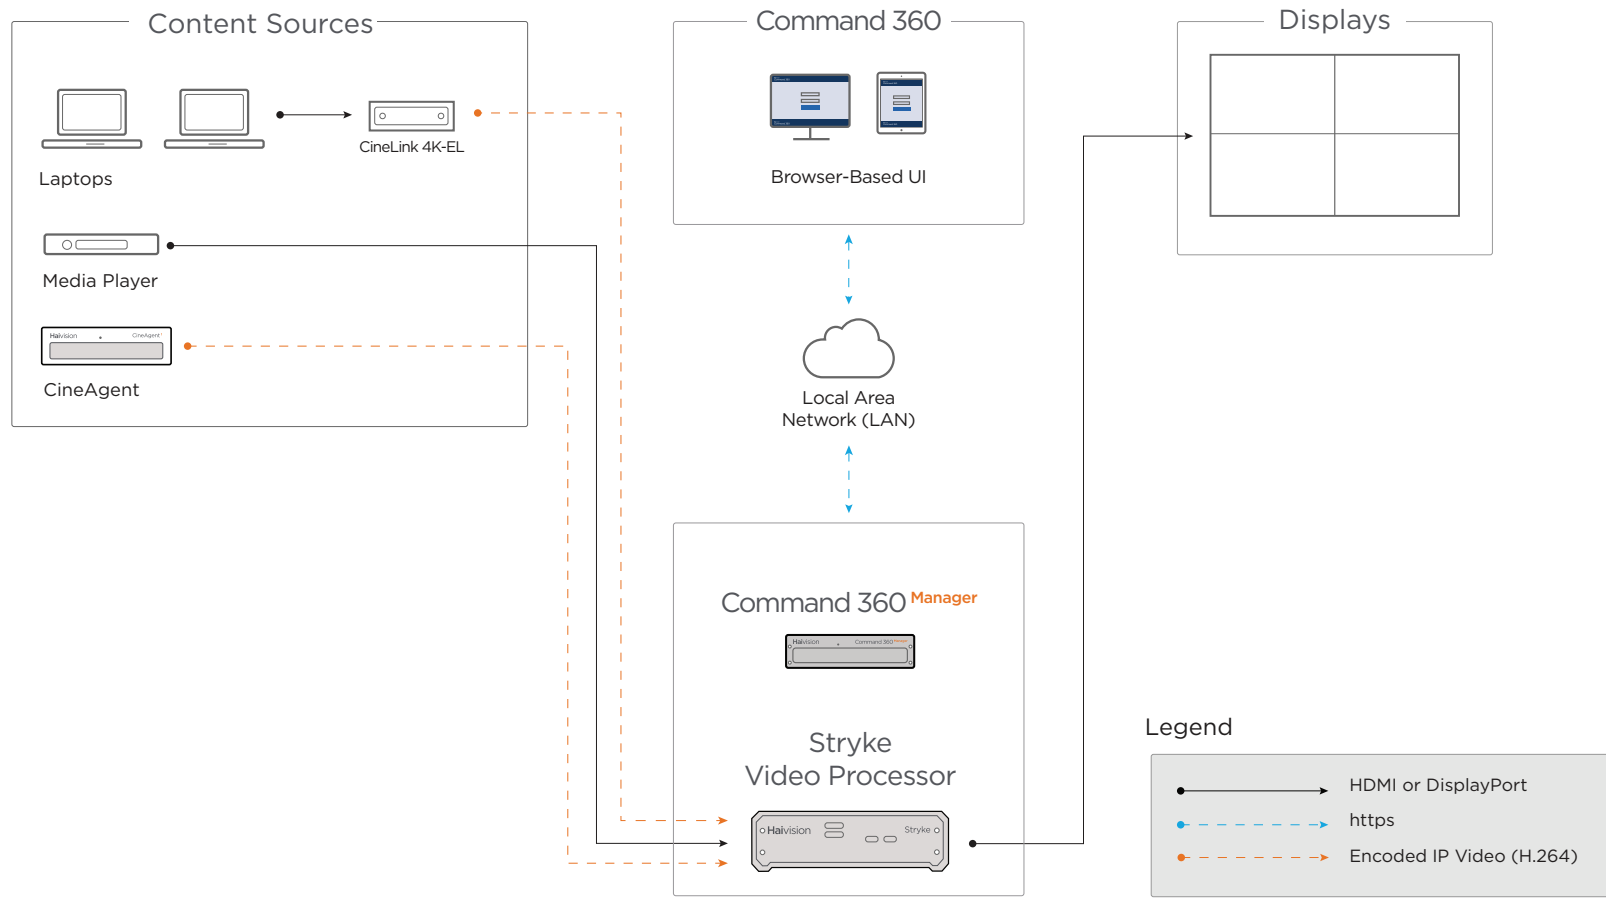 Content Sources
Laptops
CineLink 4K-EL
Media Player
Haivision
CineAgent
CineAgent
Command 360
Browser-Based UI
Local Area
Network (LAN)
Command 360 Manager
Haivision
Command 360 Manager
Stryke
Video Processor
Haivision
Stryke
Displays
Legend
HDMI or DisplayPort
https
Encoded IP Video (H.264)